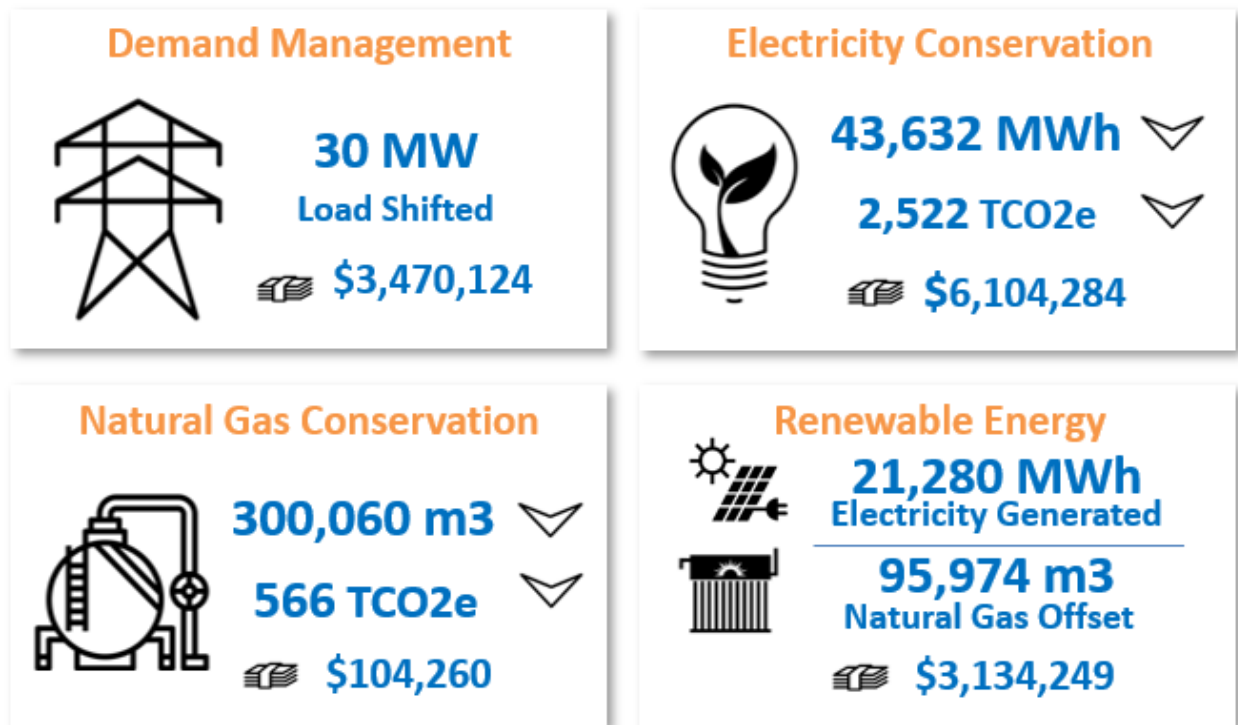 Demand Management
30 MW
Load Shifted
$3,470,124
Electricity Conservation
43,632 MWh
2,522 TCO2e
$6,104,284
Natural Gas Conservation
300,060 m3
566 TCO2e
$104,260
Renewable Energy
21,280 MWh
Electricity Generated
95,974 m3
Natural Gas Offset
$3,134,249